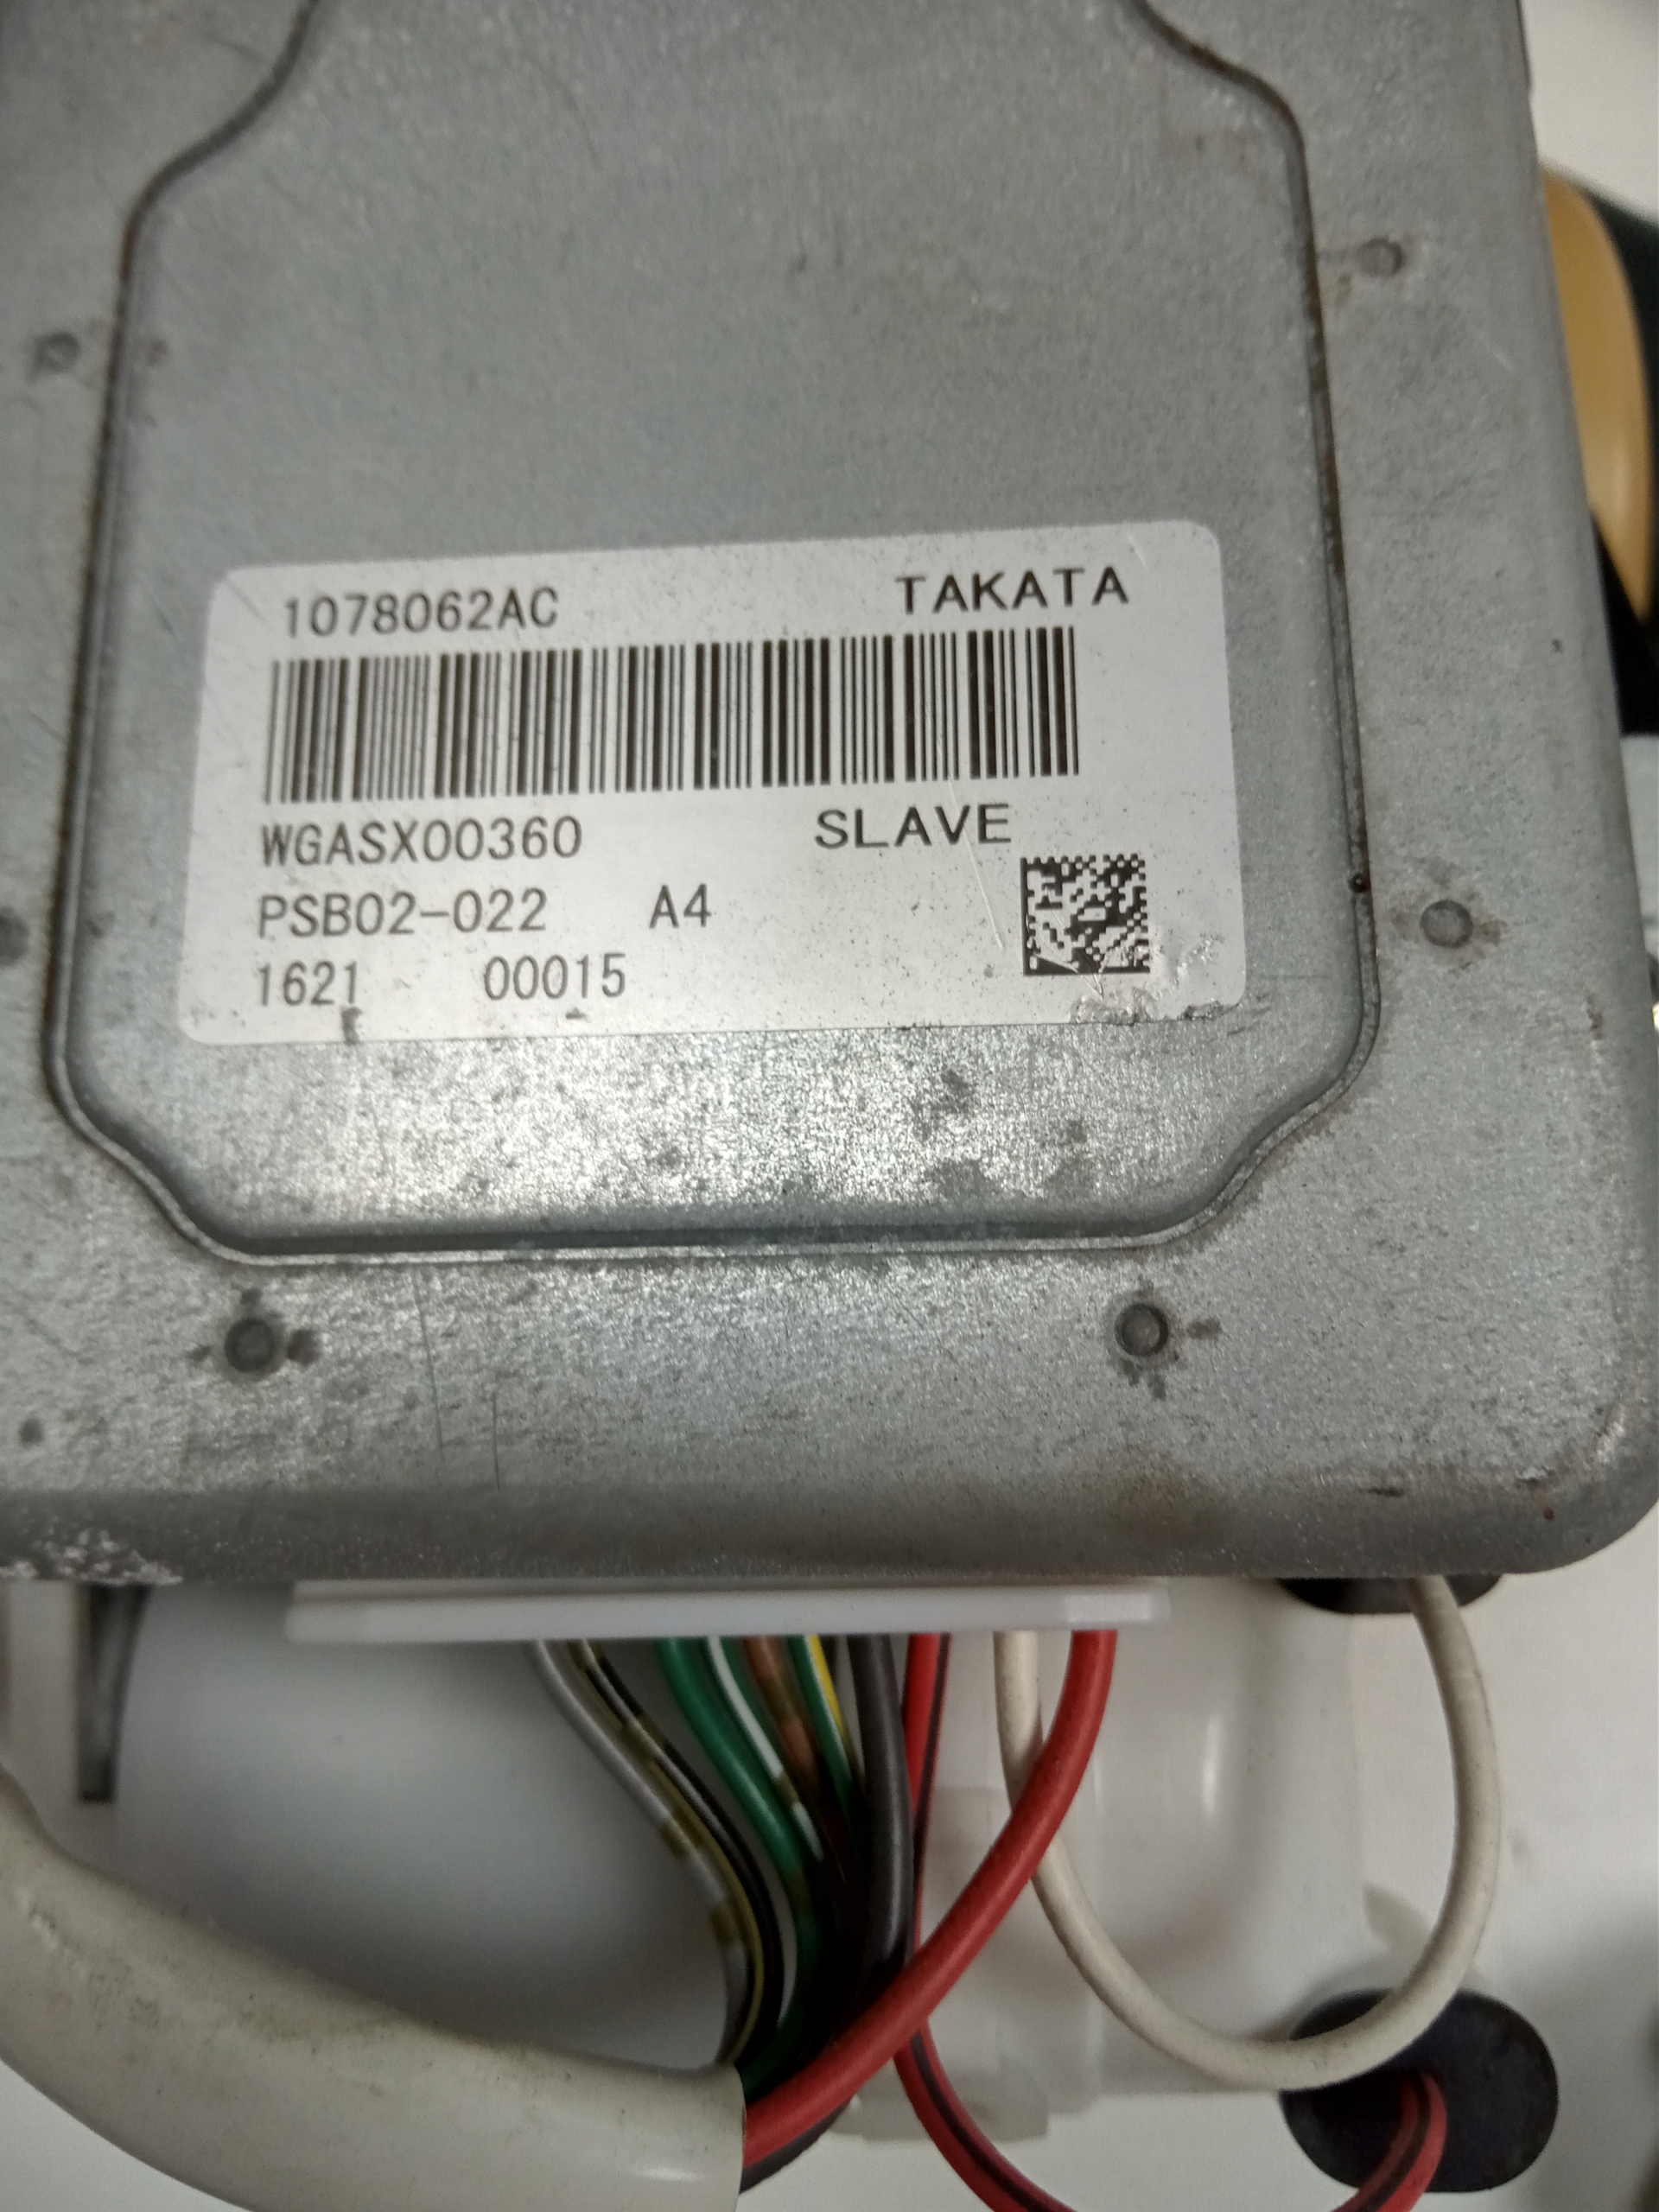 1078062AC TAKATA
WGASX00360 SLAVE
PSB02-022 A4
1621 00015